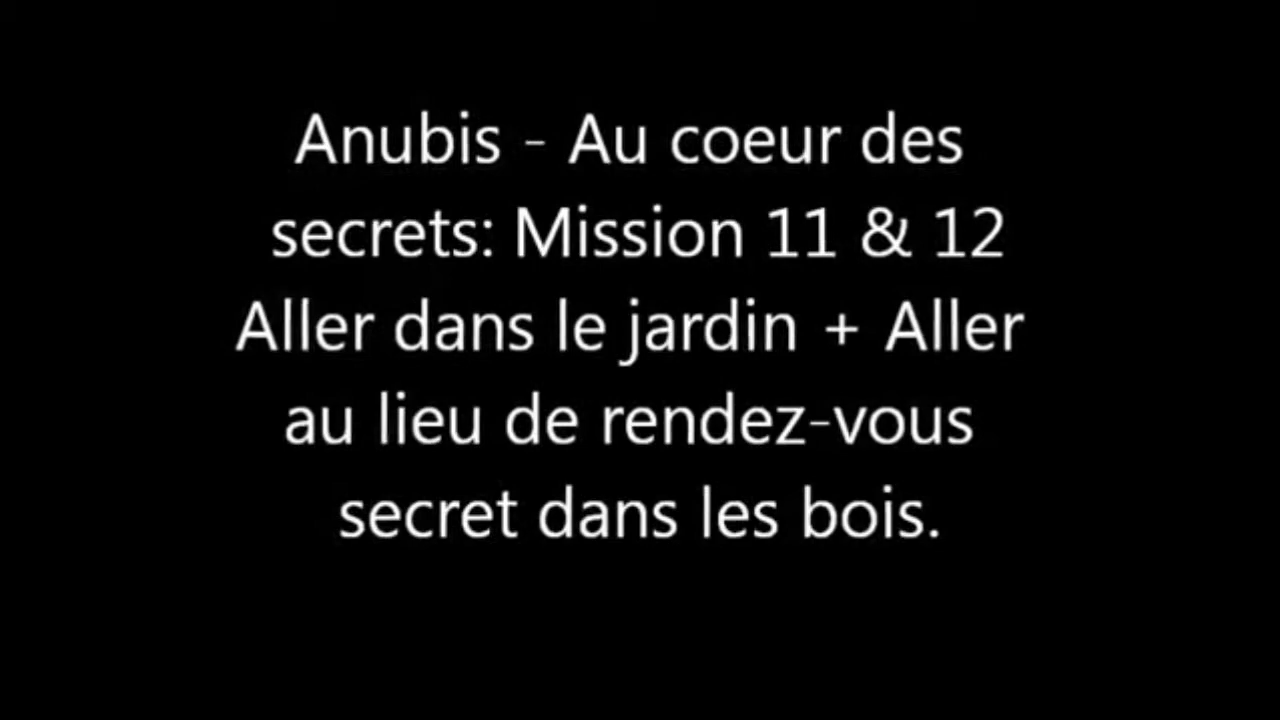 Anubis - Au coeur des
secrets: Mission 11 & 12
Aller dans le jardin + Aller
au lieu de rendez-vous
secret dans les bois.